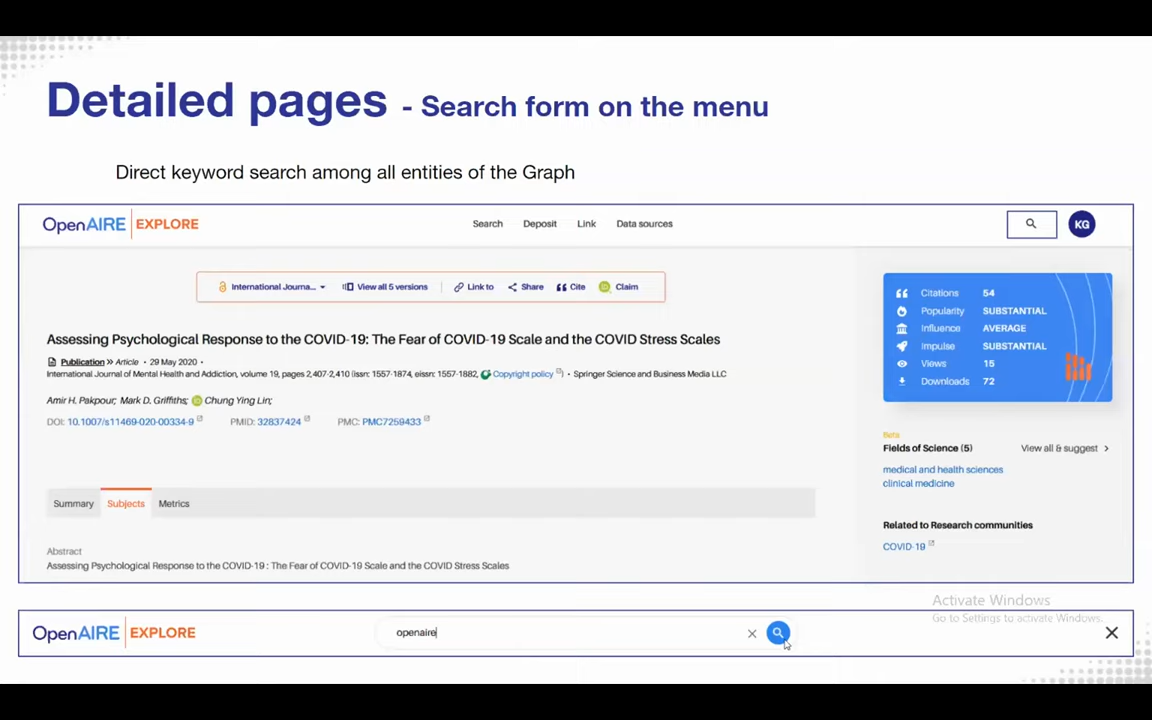 Detailed pages - Search form on the menu
Direct keyword search among all entities of the Graph
OpenAIRE EXPLORE Search Deposit Link Data sources KG
International Journa... View all 5 versions Link to Share Cite Claim
Assessing Psychological Response to the COVID-19: The Fear of COVID-19 Scale and the COVID Stress Scales
Publication » Article • 29 May 2020 •
International Journal of Mental Health and Addiction, volume 19, pages 2,407-2,410 (issn: 1557-1874, eissn: 1557-1882, Copyright policy) • Springer Science and Business Media LLC
Amir H. Pakpour; Mark D. Griffiths; Chung Ying Lin;
DOI: 10.1007/s11469-020-00334-9 PMID: 32837424 PMC: PMC7259433
Summary Subjects Metrics
Abstract
Assessing Psychological Response to the COVID-19 : The Fear of COVID-19 Scale and the COVID Stress Scales
Citations 54
Popularity SUBSTANTIAL
Influence AVERAGE
Impulse SUBSTANTIAL
Views 15
Downloads 72
Beta
Fields of Science (5) View all & suggest
medical and health sciences
clinical medicine
Related to Research communities
COVID-19
Activate Windows
Go to Settings to activate Windows.
OpenAIRE EXPLORE openaire